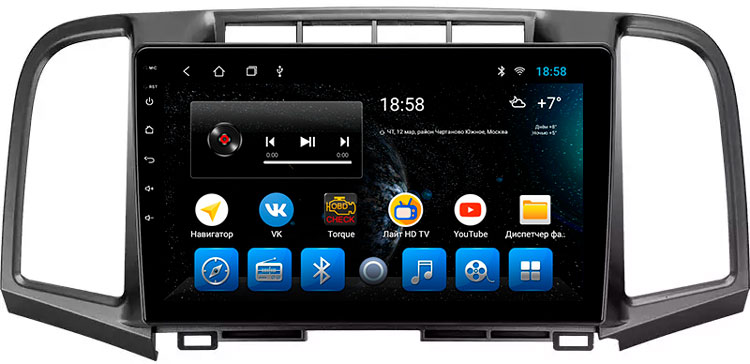 MIC
RST
18:58
18:58
+7°
ЧТ, 12 мар, район Чертаново Южное, Москва
Днём +8°
Ночью +5°
0:00
0:00
OBD
CHECK
Навигатор
VK
Torque
Лайт HD TV
YouTube
Диспетчер фа..